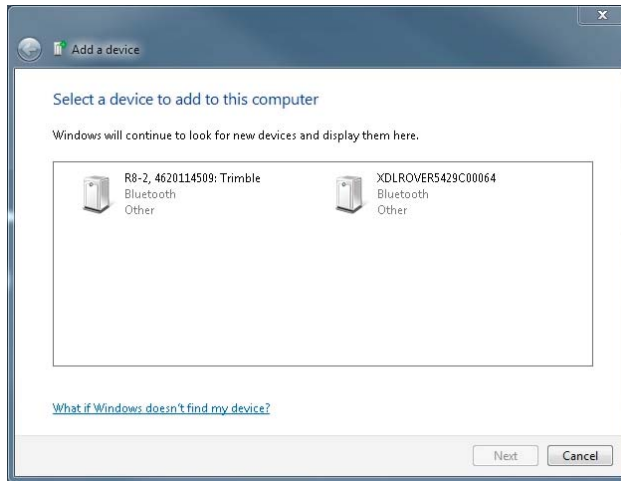 x
Add a device
Select a device to add to this computer
Windows will continue to look for new devices and display them here.
R8-2, 4620114509: Trimble
Bluetooth
Other
XDLROVER5429C00064
Bluetooth
Other
What if Windows doesn't find my device?
Next
Cancel